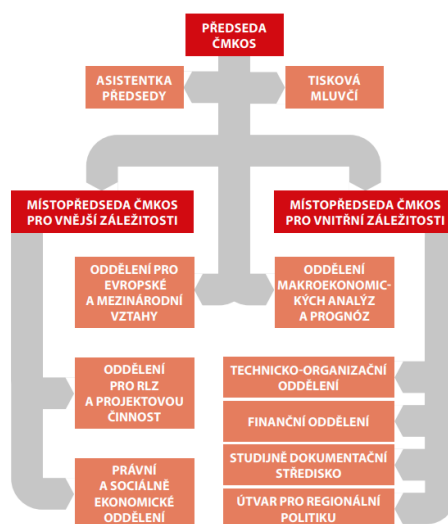 PŘEDSEDA
ČMKOS
ASISTENTKA
PŘEDSEDY
TISKOVÁ
MLUVČÍ
MÍSTOPŘEDSEDA ČMKOS
PRO VNĚJŠÍ ZÁLEŽITOSTI
MÍSTOPŘEDSEDA ČMKOS
PRO VNITŘNÍ ZÁLEŽITOSTI
ODDĚLENÍ PRO
EVROPSKÉ
A MEZINÁRODNÍ
VZTAHY
ODDĚLENÍ
MAKROEKONOMIC-
KÝCH ANALÝZ
A PROGNÓZ
ODDĚLENÍ
PRO RLZ
A PROJEKTOVOU
ČINNOST
TECHNICKO-ORGANIZAČNÍ
ODDĚLENÍ
FINANČNÍ ODDĚLENÍ
STUDIJNĚ DOKUMENTAČNÍ
STŘEDISKO
PRÁVNÍ
A SOCIÁLNĚ
EKONOMICKÉ
ODDĚLENÍ
ÚTVAR PRO REGIONÁLNÍ
POLITIKU